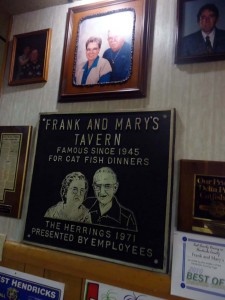 "FRANK AND MARY'S
TAVERN
FAMOUS SINCE 1945
FOR CAT FISH DINNERS
THE HERRINGS 1971
PRESENTED BY EMPLOYEES
BEST OF
HENDRICKS